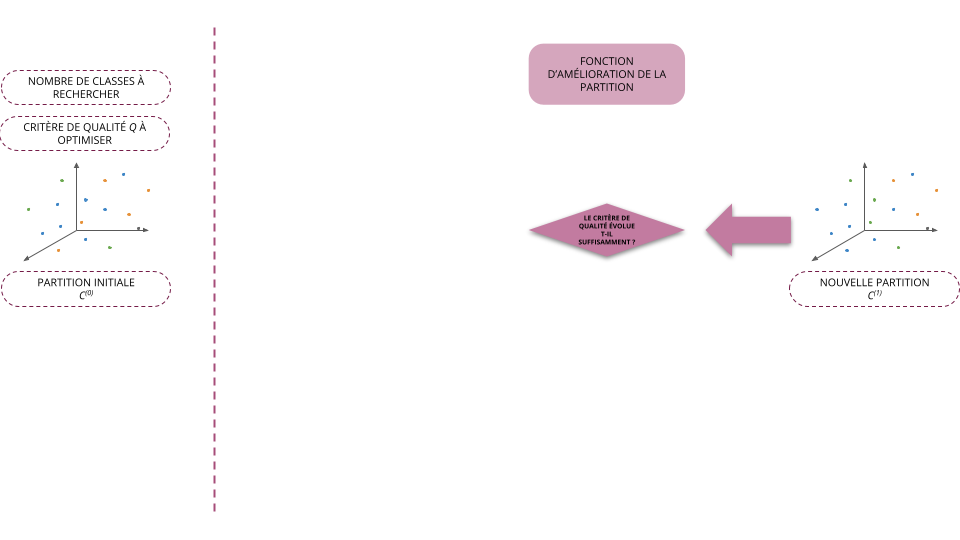 NOMBRE DE CLASSES À
RECHERCHER
CRITÈRE DE QUALITÉ Q À
OPTIMISER
PARTITION INITIALE
C(0)
FONCTION
D'AMÉLIORATION DE LA
PARTITION
LE CRITÈRE DE
QUALITÉ ÉVOLUE
T-IL
SUFFISAMMENT ?
NOUVELLE PARTITION
C(1)